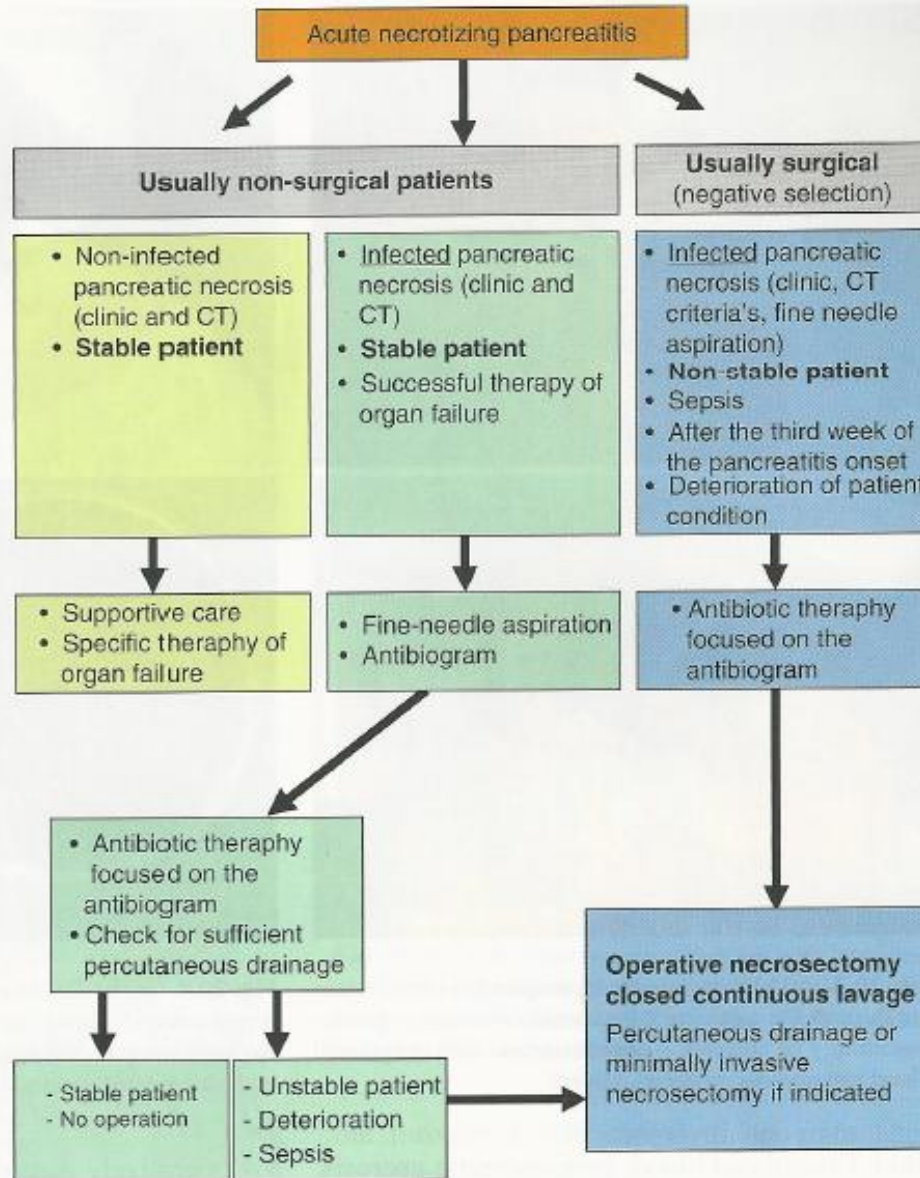 Acute necrotizing pancreatitis
Usually non-surgical patients
Usually surgical
(negative selection)
• Non-infected
pancreatic necrosis
(clinic and CT)
• Stable patient
• Infected pancreatic
necrosis (clinic and
CT)
• Stable patient
• Successful therapy of
organ failure
• Infected pancreatic
necrosis (clinic, CT
criteria's, fine needle
aspiration)
• Non-stable patient
• Sepsis
• After the third week of
the pancreatitis onset
• Deterioration of patient
condition
• Supportive care
• Specific theraphy of
organ failure
• Fine-needle aspiration
• Antibiogram
• Antibiotic theraphy
focused on the
antibiogram
• Antibiotic theraphy
focused on the
antibiogram
• Check for sufficient
percutaneous drainage
- Stable patient
- No operation
- Unstable patient
- Deterioration
- Sepsis
Operative necrosectomy
closed continuous lavage
Percutaneous drainage or
minimally invasive
necrosectomy if indicated